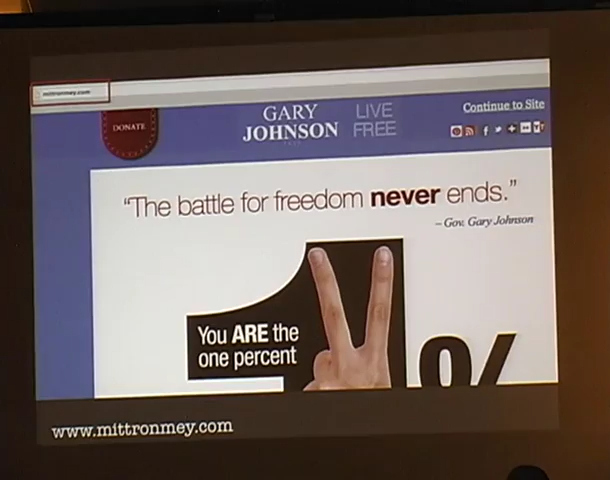 mittronmey.com
DONATE
GARY
JOHNSON
LIVE
FREE
Continue to Site
“The battle for freedom never ends.”
– Gov. Gary Johnson
You ARE the
one percent
1%
www.mittronmey.com